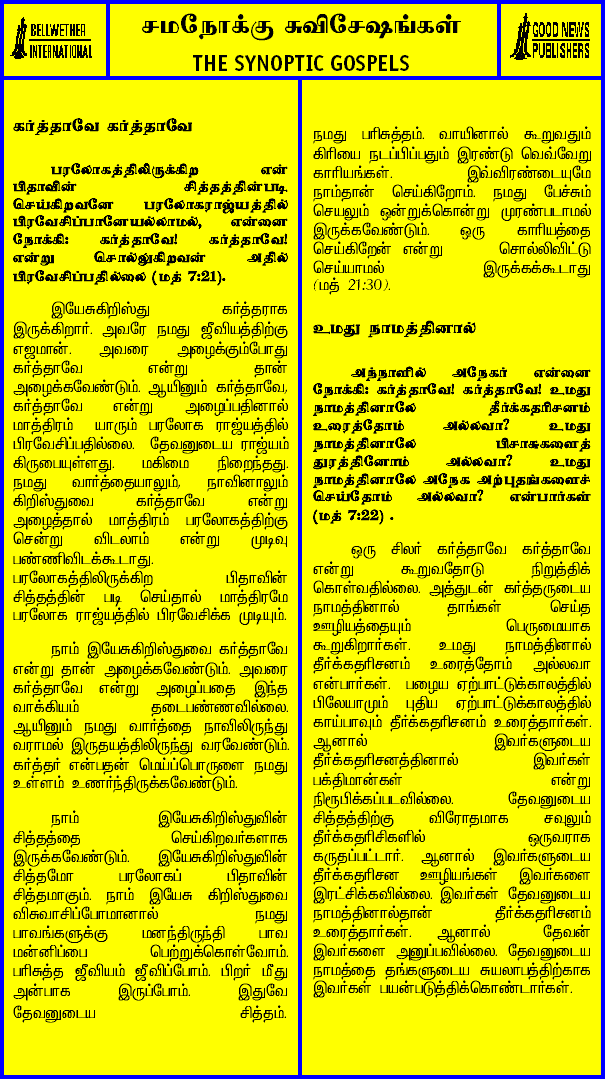 BELLWETHER
INTERNATIONAL
சமநோக்கு சுவிசேஷங்கள்
THE SYNOPTIC GOSPELS
GOOD NEWS
PUBLISHERS
கர்த்தாவே கர்த்தாவே
பரலோகத்திலிருக்கிற என்
பிதாவின் சித்தத்தின்படி
செய்கிறவனே பரலோகராஜ்யத்தில்
பிரவேசிப்பானேயல்லாமல், என்னை
நோக்கி: கர்த்தாவே! கர்த்தாவே!
என்று சொல்லுகிறவன் அதில்
பிரவேசிப்பதில்லை (மத் 7:21).
இயேசுகிறிஸ்து கர்த்தராக
இருக்கிறார். அவரே நமது ஜீவியத்திற்கு
எஜமான். அவரை அழைக்கும்போது
கர்த்தாவே என்று தான்
அழைக்கவேண்டும். ஆயினும் கர்த்தாவே,
கர்த்தாவே என்று அழைப்பதினால்
மாத்திரம் யாரும் பரலோக ராஜ்யத்தில்
பிரவேசிப்பதில்லை. தேவனுடைய ராஜ்யம்
கிருபையுள்ளது. மகிமை நிறைந்தது.
நமது வார்த்தையாலும், நாவினாலும்
கிறிஸ்துவை கர்த்தாவே என்று
அழைத்தால் மாத்திரம் பரலோகத்திற்கு
சென்று விடலாம் என்று முடிவு
பண்ணிவிடக்கூடாது.
பரலோகத்திலிருக்கிற பிதாவின்
சித்தத்தின் படி செய்தால் மாத்திரமே
பரலோக ராஜ்யத்தில் பிரவேசிக்க முடியும்.
நாம் இயேசுகிறிஸ்துவை கர்த்தாவே
என்று தான் அழைக்கவேண்டும். அவரை
கர்த்தாவே என்று அழைப்பதை இந்த
வாக்கியம் தடைபண்ணவில்லை.
ஆயினும் நமது வார்த்தை நாவிலிருந்து
வராமல் இருதயத்திலிருந்து வரவேண்டும்.
கர்த்தர் என்பதன் மெய்ப்பொருளை நமது
உள்ளம் உணர்ந்திருக்கவேண்டும்.
நாம் இயேசுகிறிஸ்துவின்
சித்தத்தை செய்கிறவர்களாக
இருக்கவேண்டும். இயேசுகிறிஸ்துவின்
சித்தமோ பரலோகப் பிதாவின்
சித்தமாகும். நாம் இயேசு கிறிஸ்துவை
விசுவாசிப்போமானால் நமது
பாவங்களுக்கு மனந்திருந்தி பாவ
மன்னிப்பை பெற்றுக்கொள்வோம்.
பரிசுத்த ஜீவியம் ஜீவிப்போம். பிறர் மீது
அன்பாக இருப்போம். இதுவே
தேவனுடைய சித்தம்.
நமது பரிசுத்தம். வாயினால் கூறுவதும்
கிரியை நடப்பிப்பதும் இரண்டு வெவ்வேறு
காரியங்கள். இவ்விரண்டையுமே
நாம்தான் செய்கிறோம். நமது பேச்சும்
செயலும் ஒன்றுக்கொன்று முரண்படாமல்
இருக்கவேண்டும். ஒரு காரியத்தை
செய்கிறேன் என்று சொல்லிவிட்டு
செய்யாமல் இருக்கக்கூடாது
(மத் 21:30).
உமது நாமத்தினால்
அந்நாளில் அநேகர் என்னை
நோக்கி: கர்த்தாவே! கர்த்தாவே! உமது
நாமத்தினாலே தீர்க்கதரிசனம்
உரைத்தோம் அல்லவா? உமது
நாமத்தினாலே பிசாசுகளைத்
துரத்தினோம் அல்லவா? உமது
நாமத்தினாலே அநேக அற்புதங்களைச்
செய்தோம் அல்லவா? என்பார்கள்
(மத் 7:22) .
ஒரு சிலர் கர்த்தாவே கர்த்தாவே
என்று கூறுவதோடு நிறுத்திக்
கொள்வதில்லை. அத்துடன் கர்த்தருடைய
நாமத்தினால் தாங்கள் செய்த
ஊழியத்தையும் பெருமையாக
கூறுகிறார்கள். உமது நாமத்தினால்
தீர்க்கதரிசனம் உரைத்தோம் அல்லவா
என்பார்கள். பழைய ஏற்பாட்டுக்காலத்தில்
பிலேயாமும் புதிய ஏற்பாட்டுக்காலத்தில்
காய்பாவும் தீர்க்கதரிசனம் உரைத்தார்கள்.
ஆனால் இவர்களுடைய
தீர்க்கதரிசனத்தினால் இவர்கள்
பக்திமான்கள் என்று
நிரூபிக்கப்படவில்லை. தேவனுடைய
சித்தத்திற்கு விரோதமாக சவுலும்
தீர்க்கதரிசிகளில் ஒருவராக
கருதப்பட்டார். ஆனால் இவர்களுடைய
தீர்க்கதரிசன ஊழியங்கள் இவர்களை
இரட்சிக்கவில்லை. இவர்கள் தேவனுடைய
நாமத்தினால்தான் தீர்க்கதரிசனம்
உரைத்தார்கள். ஆனால் தேவன்
இவர்களை அனுப்பவில்லை. தேவனுடைய
நாமத்தை தங்களுடைய சுயலாபத்திற்காக
இவர்கள் பயன்படுத்திக்கொண்டார்கள்.